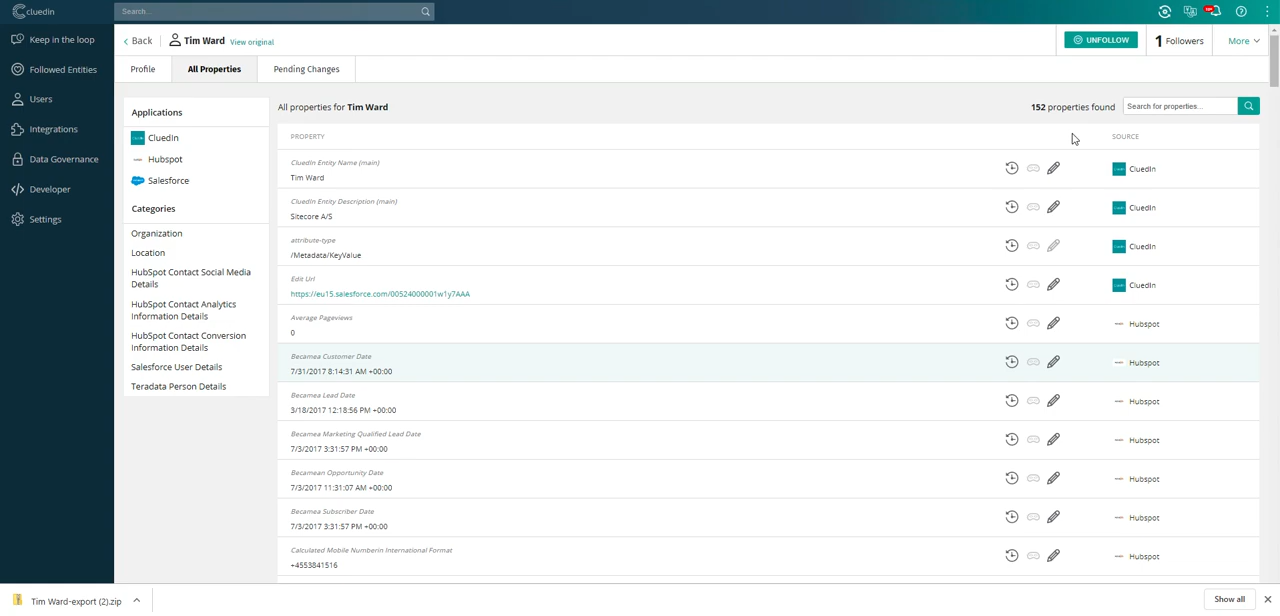 cluedin
Search...
Keep in the loop
Followed Entities
Users
Integrations
Data Governance
Developer
Settings
Back
Tim Ward View original
UNFOLLOW
1 Followers
More
Profile
All Properties
Pending Changes
Applications
CluedIn
Hubspot
Salesforce
Categories
Organization
Location
HubSpot Contact Social Media
Details
HubSpot Contact Analytics
Information Details
HubSpot Contact Conversion
Information Details
Salesforce User Details
Teradata Person Details
All properties for Tim Ward
152 properties found
Search for properties...
PROPERTY
SOURCE
CluedIn Entity Name (main)
Tim Ward
CluedIn
CluedIn Entity Description (main)
Sitecore A/S
CluedIn
attribute-type
/Metadata/KeyValue
CluedIn
Edit Url
https://eu15.salesforce.com/00524000001w1y7AAA
CluedIn
Average Pageviews
0
Hubspot
Becamea Customer Date
7/31/2017 8:14:31 AM +00:00
Hubspot
Becamea Lead Date
3/18/2017 12:18:56 PM +00:00
Hubspot
Becamea Marketing Qualified Lead Date
7/3/2017 3:31:57 PM +00:00
Hubspot
Becamean Opportunity Date
7/3/2017 11:31:07 AM +00:00
Hubspot
Becamea Subscriber Date
7/3/2017 3:31:57 PM +00:00
Hubspot
Calculated Mobile Numberin International Format
+4553841516
Hubspot
Tim Ward-export (2).zip
Show all